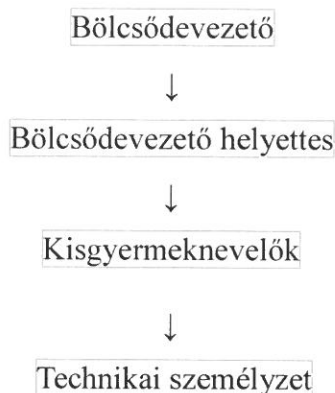 Bölcsődevezető
↓
Bölcsődevezető helyettes
↓
Kisgyermeknevelők
↓
Technikai személyzet